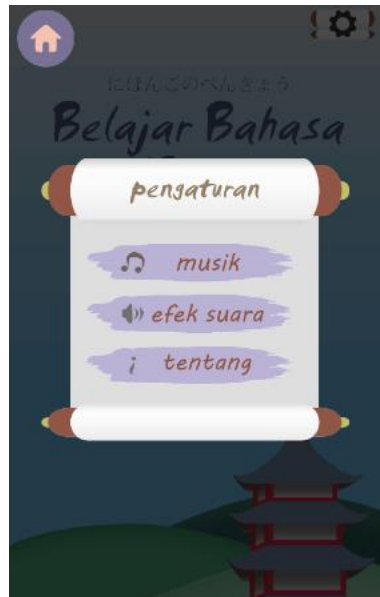 にほんごのべんきょう
Belajar Bahasa
pengaturan
musik
efek suara
tentang